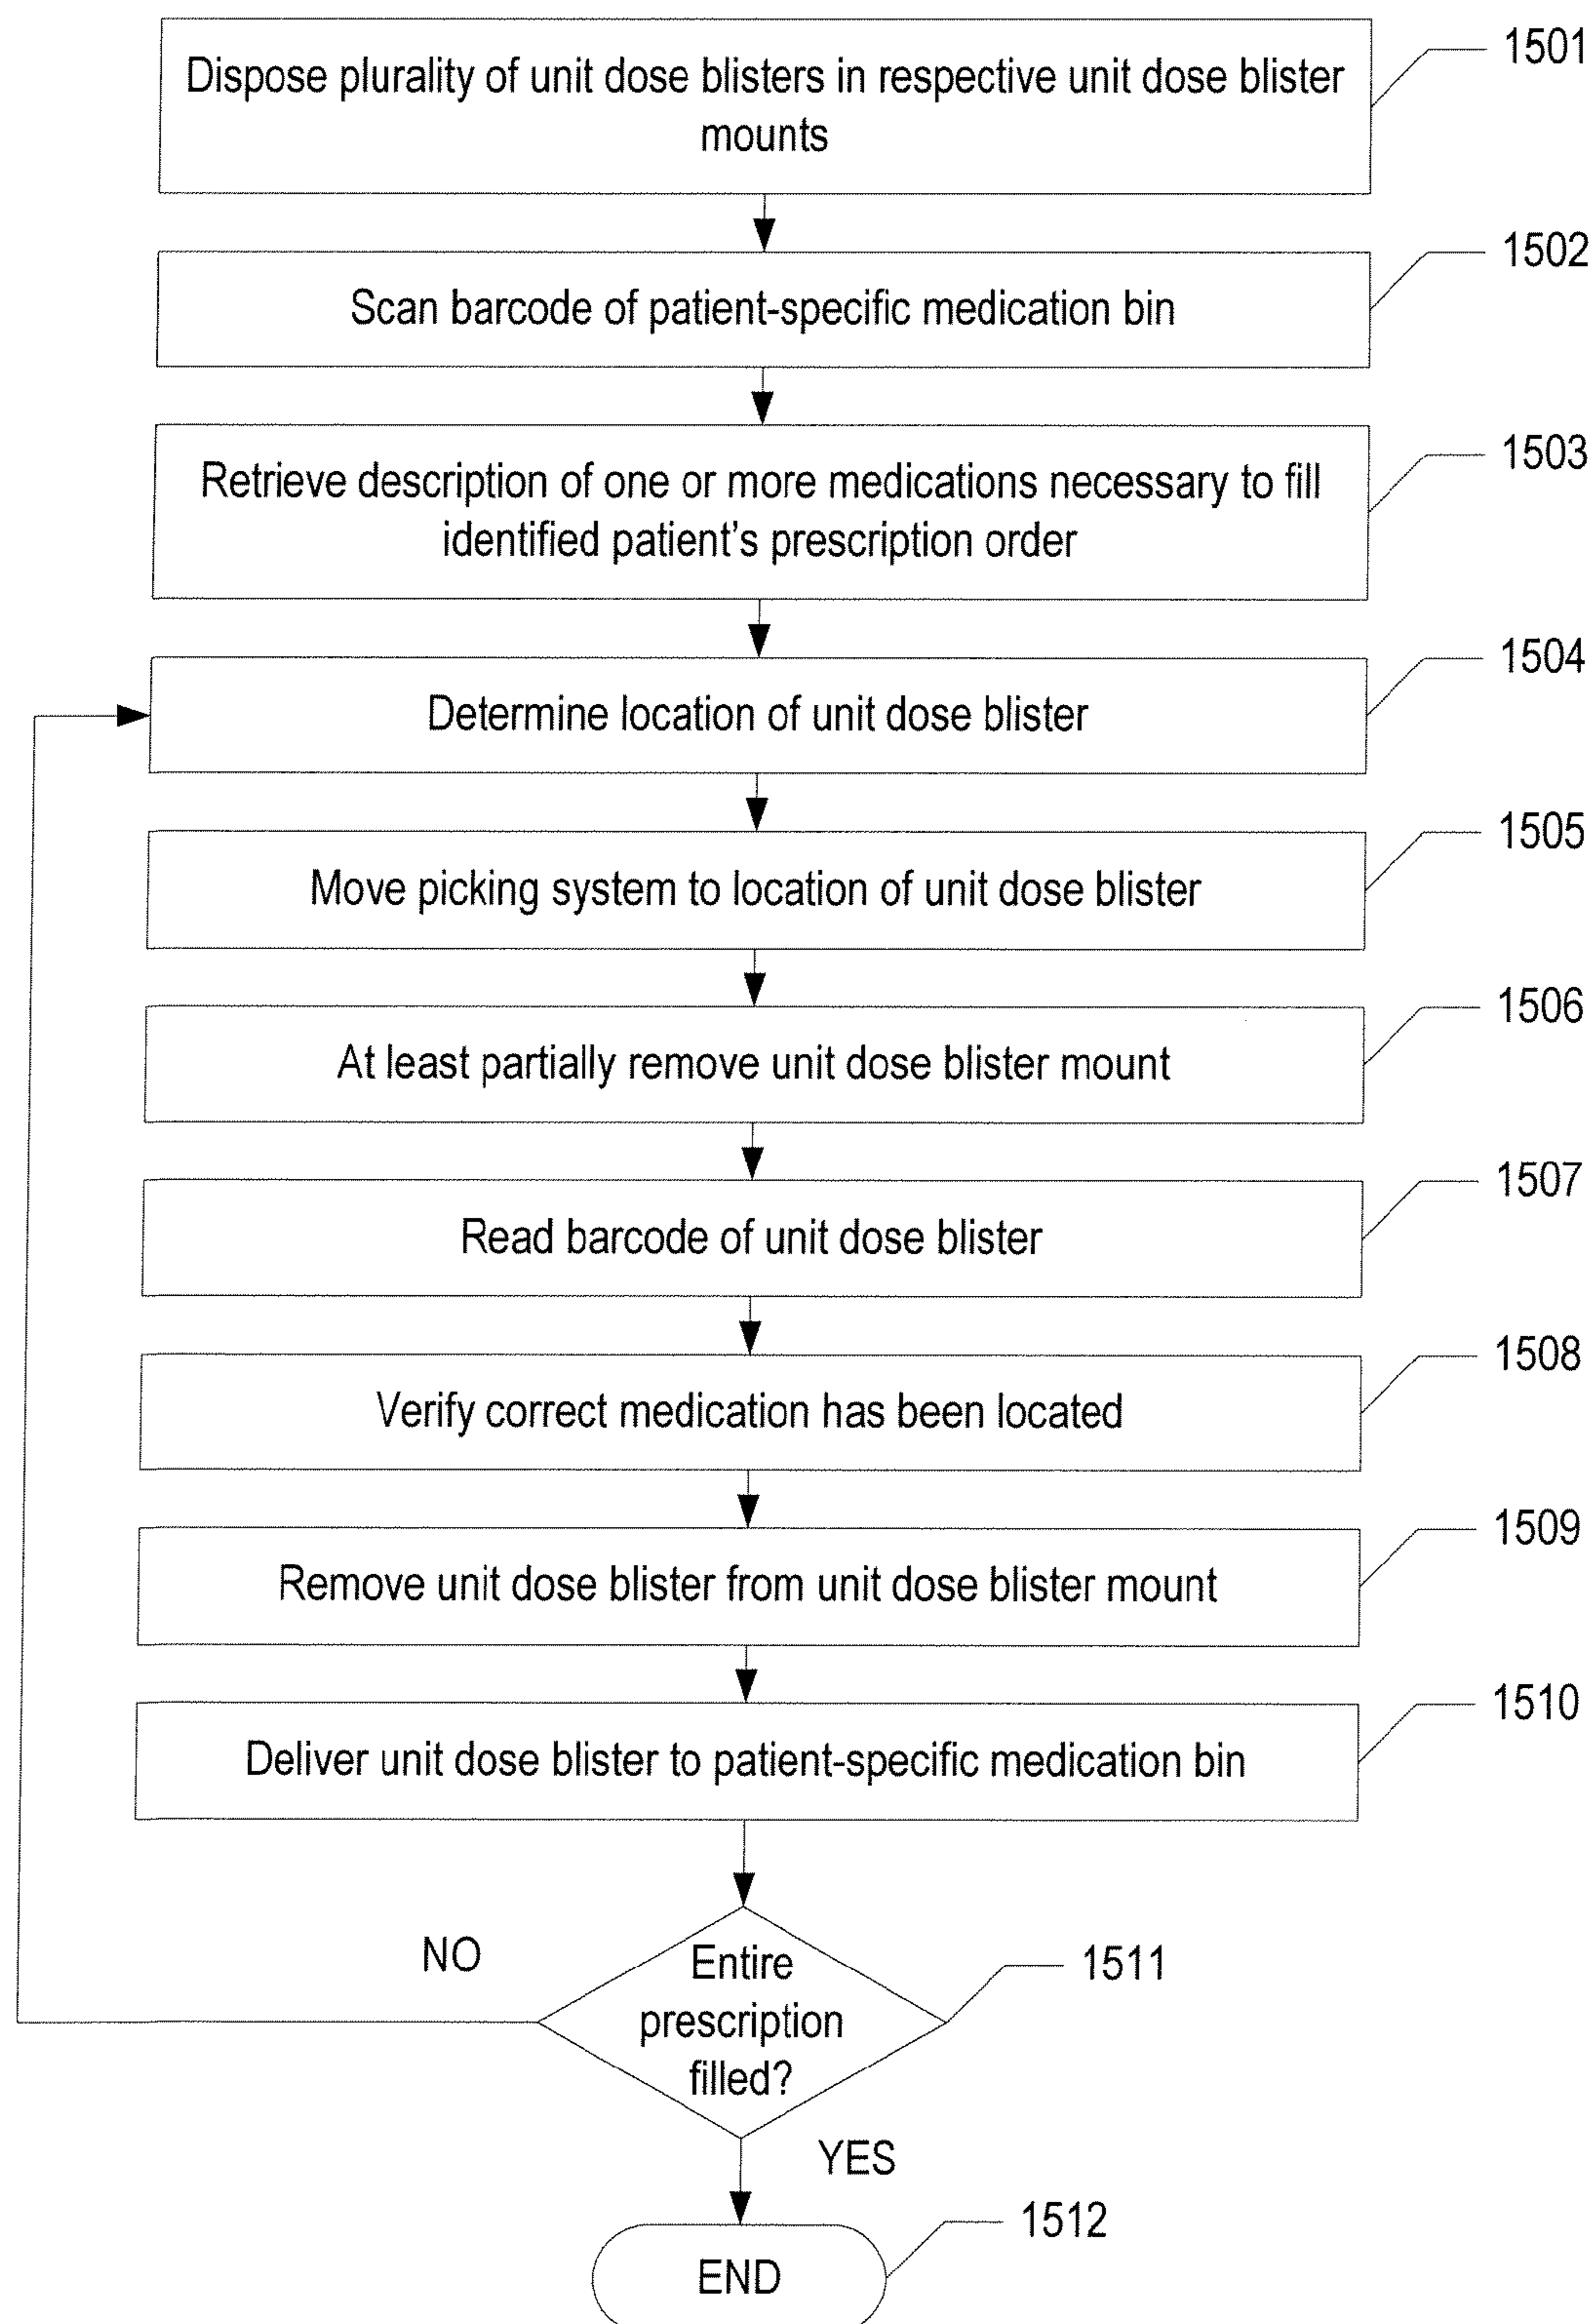 Dispose plurality of unit dose blisters in respective unit dose blister
mounts
1501
Scan barcode of patient-specific medication bin
1502
Retrieve description of one or more medications necessary to fill
identified patient's prescription order
1503
Determine location of unit dose blister
1504
Move picking system to location of unit dose blister
1505
At least partially remove unit dose blister mount
1506
Read barcode of unit dose blister
1507
Verify correct medication has been located
1508
Remove unit dose blister from unit dose blister mount
1509
Deliver unit dose blister to patient-specific medication bin
1510
NO
Entire
prescription
filled?
1511
YES
END
1512